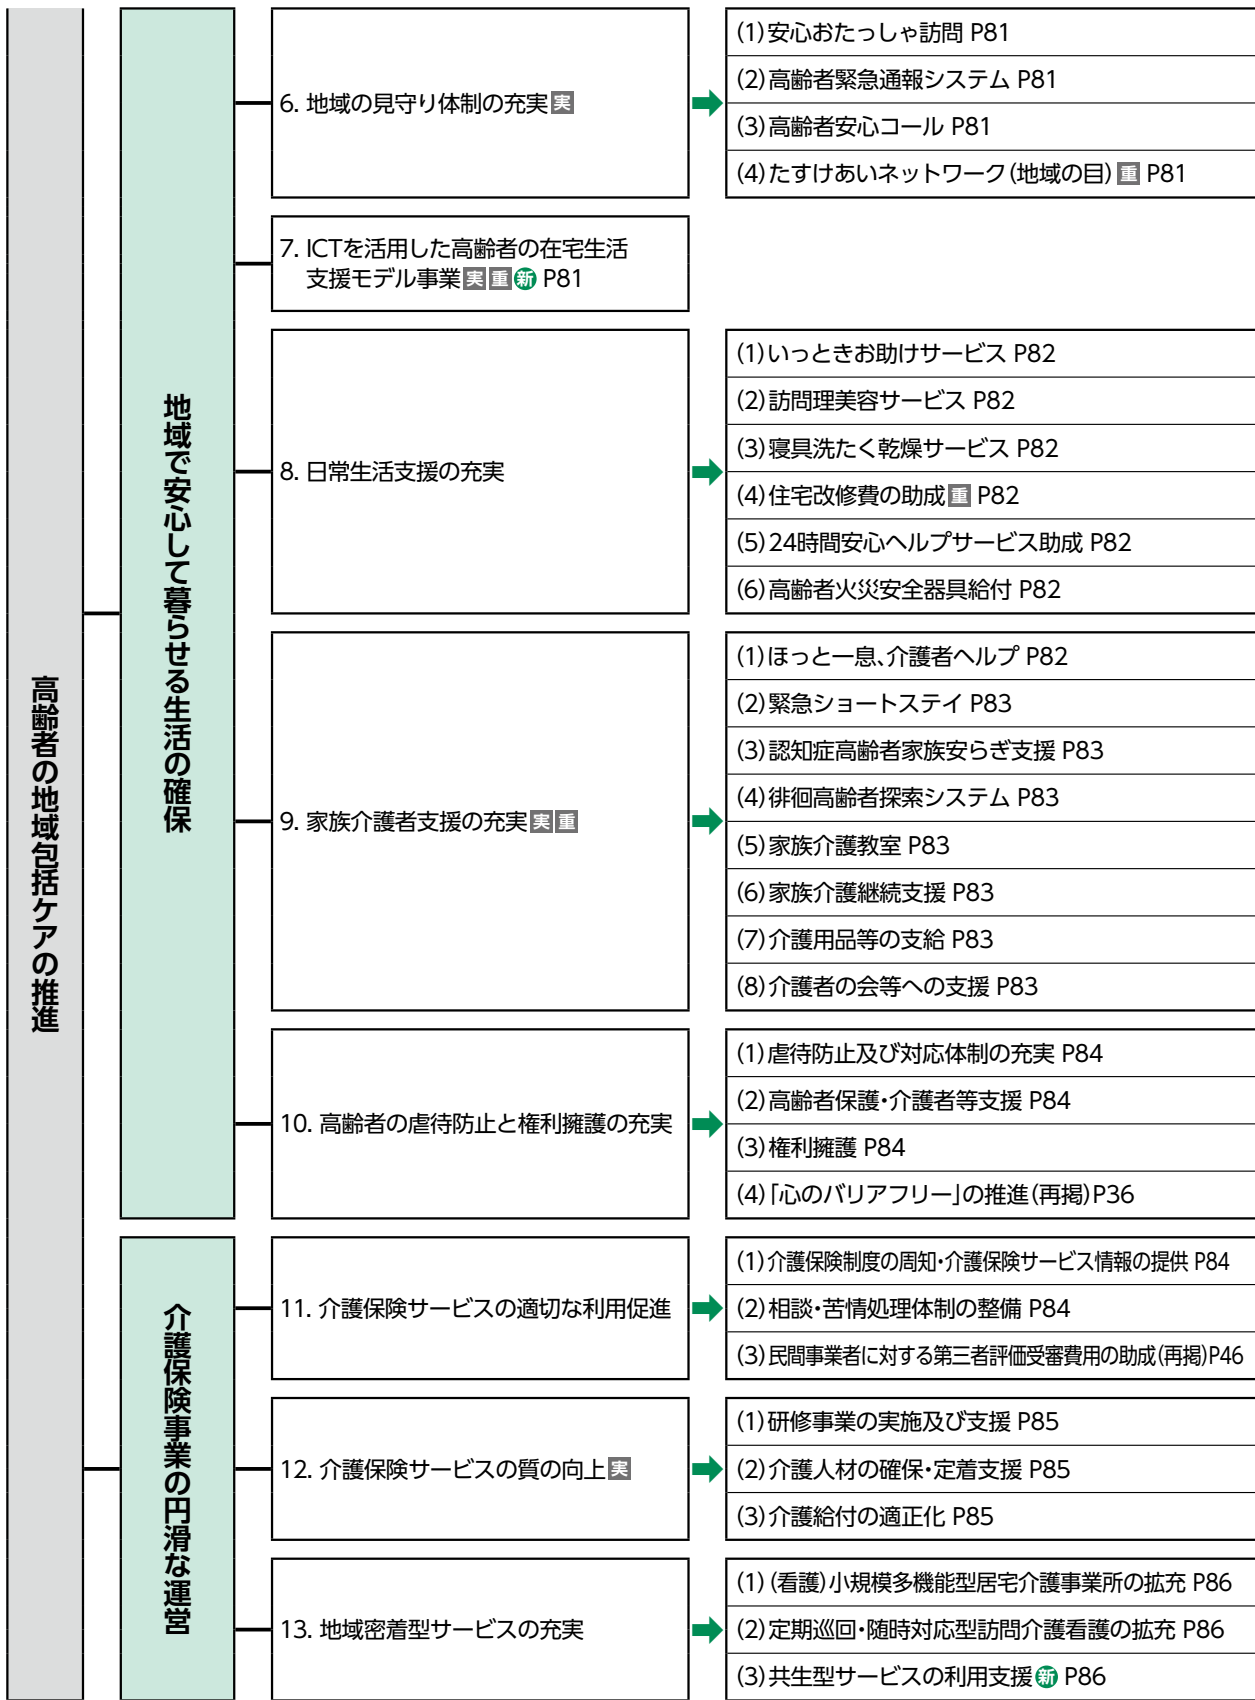 高齢者の地域包括ケアの推進
地域で安心して暮らせる生活の確保
6. 地域の見守り体制の充実 実
(1)安心おたっしゃ訪問 P81
(2)高齢者緊急通報システム P81
(3)高齢者安心コール P81
(4)たすけあいネットワーク(地域の目) 重 P81
7. ICTを活用した高齢者の在宅生活
支援モデル事業 実 重 新 P81
8. 日常生活支援の充実
(1)いっときお助けサービス P82
(2)訪問理美容サービス P82
(3)寝具洗たく乾燥サービス P82
(4)住宅改修費の助成 重 P82
(5)24時間安心ヘルプサービス助成 P82
(6)高齢者火災安全器具給付 P82
9. 家族介護者支援の充実 実 重
(1)ほっと一息、介護者ヘルプ P82
(2)緊急ショートステイ P83
(3)認知症高齢者家族安らぎ支援 P83
(4)徘徊高齢者探索システム P83
(5)家族介護教室 P83
(6)家族介護継続支援 P83
(7)介護用品等の支給 P83
(8)介護者の会等への支援 P83
10. 高齢者の虐待防止と権利擁護の充実
(1)虐待防止及び対応体制の充実 P84
(2)高齢者保護・介護者等支援 P84
(3)権利擁護 P84
(4)「心のバリアフリー」の推進(再掲)P36
介護保険事業の円滑な運営
11. 介護保険サービスの適切な利用促進
(1)介護保険制度の周知・介護保険サービス情報の提供 P84
(2)相談・苦情処理体制の整備 P84
(3)民間事業者に対する第三者評価受審費用の助成(再掲)P46
12. 介護保険サービスの質の向上 実
(1)研修事業の実施及び支援 P85
(2)介護人材の確保・定着支援 P85
(3)介護給付の適正化 P85
13. 地域密着型サービスの充実
(1)(看護)小規模多機能型居宅介護事業所の拡充 P86
(2)定期巡回・随時対応型訪問介護看護の拡充 P86
(3)共生型サービスの利用支援 新 P86